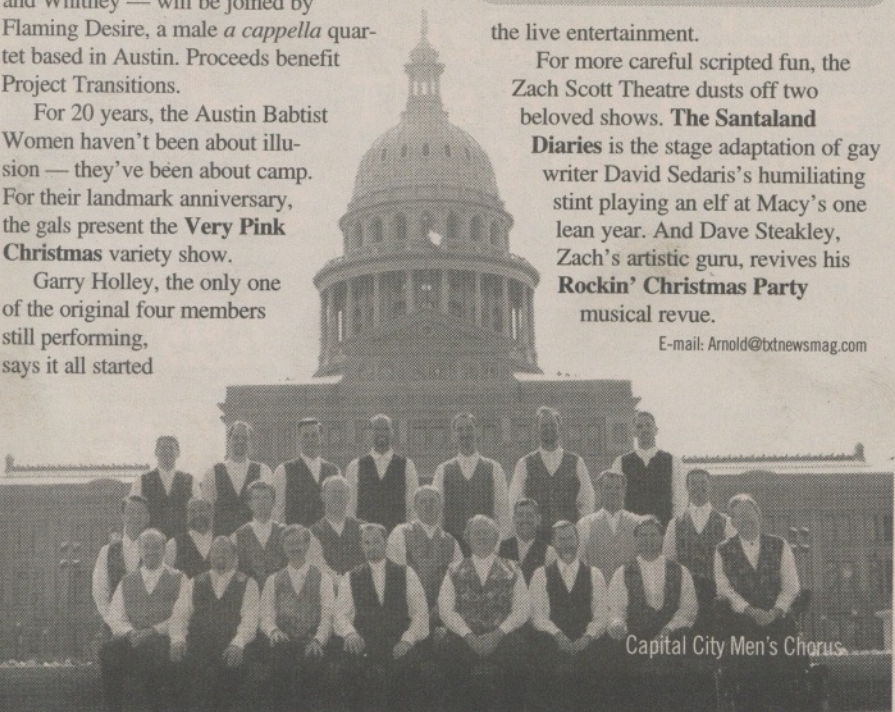 and Whitney — will be joined by
Flaming Desire, a male a cappella quar-
tet based in Austin. Proceeds benefit
Project Transitions.
For 20 years, the Austin Babtist
Women haven't been about illu-
sion — they've been about camp.
For their landmark anniversary,
the gals present the Very Pink
Christmas variety show.
Garry Holley, the only one
of the original four members
still performing,
says it all started
the live entertainment.
For more careful scripted fun, the
Zach Scott Theatre dusts off two
beloved shows. The Santaland
Diaries is the stage adaptation of gay
writer David Sedaris's humiliating
stint playing an elf at Macy's one
lean year. And Dave Steakley,
Zach's artistic guru, revives his
Rockin' Christmas Party
musical revue.
E-mail: Arnold@txtnewsmag.com
Capital City Men's Chorus